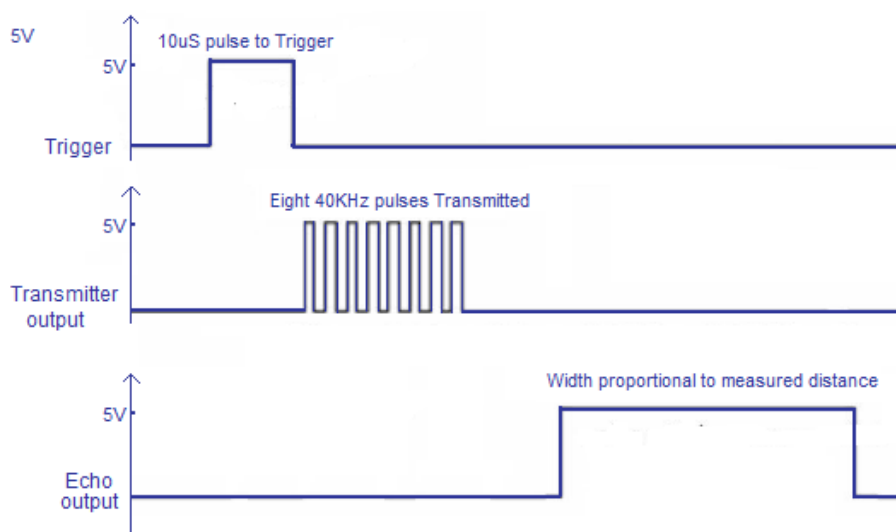 5V
10uS pulse to Trigger
5V
Trigger
Eight 40KHz pulses Transmitted
5V
Transmitter
output
Width proportional to measured distance
5V
Echo
output